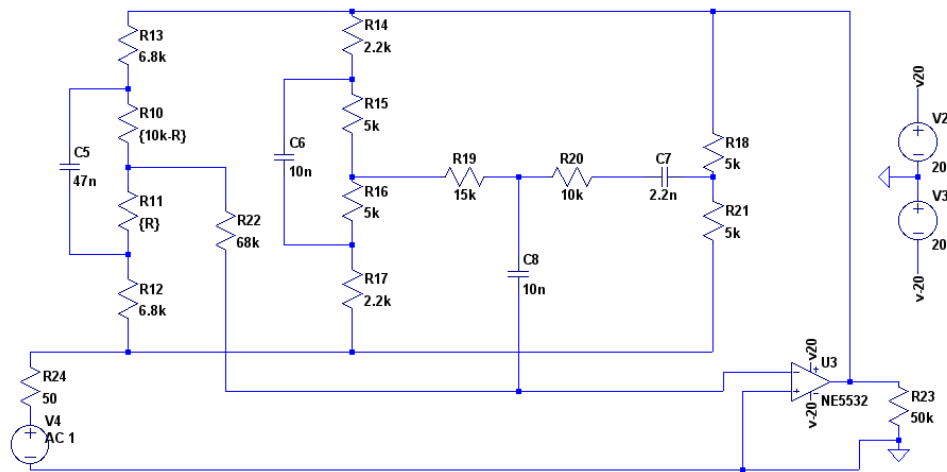 R13
6.8k
R10
{10k-R}
C5
47n
R11
{R}
R12
6.8k
R22
68k
R24
50
V4
AC 1
R14
2.2k
R15
5k
C6
10n
R16
5k
R17
2.2k
R19
15k
R20
10k
C7
2.2n
C8
10n
R18
5k
R21
5k
v20
V2
20
V3
20
v-20
v20
U3
NE5532
v-20
R23
50k